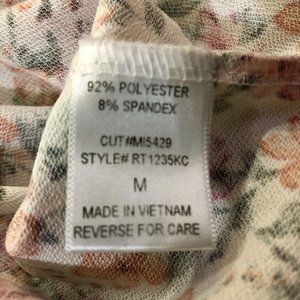 92% POLYESTER
8% SPANDEX
CUT#MI5429
STYLE# RT1235KC
M
MADE IN VIETNAM
REVERSE FOR CARE